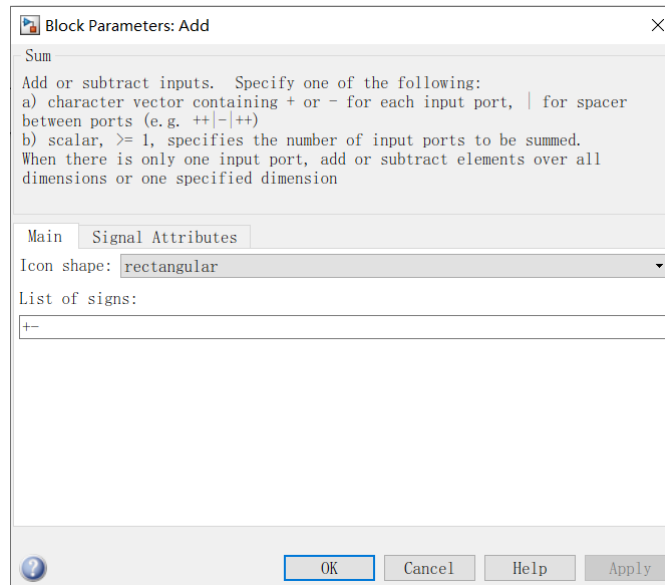 Block Parameters: Add
Sum
Add or subtract inputs.  Specify one of the following:
a) character vector containing + or - for each input port, | for spacer
between ports (e.g. ++|-|++)
b) scalar, >= 1, specifies the number of input ports to be summed.
When there is only one input port, add or subtract elements over all
dimensions or one specified dimension
Main Signal Attributes
Icon shape: rectangular
List of signs:
+-
OK Cancel Help Apply